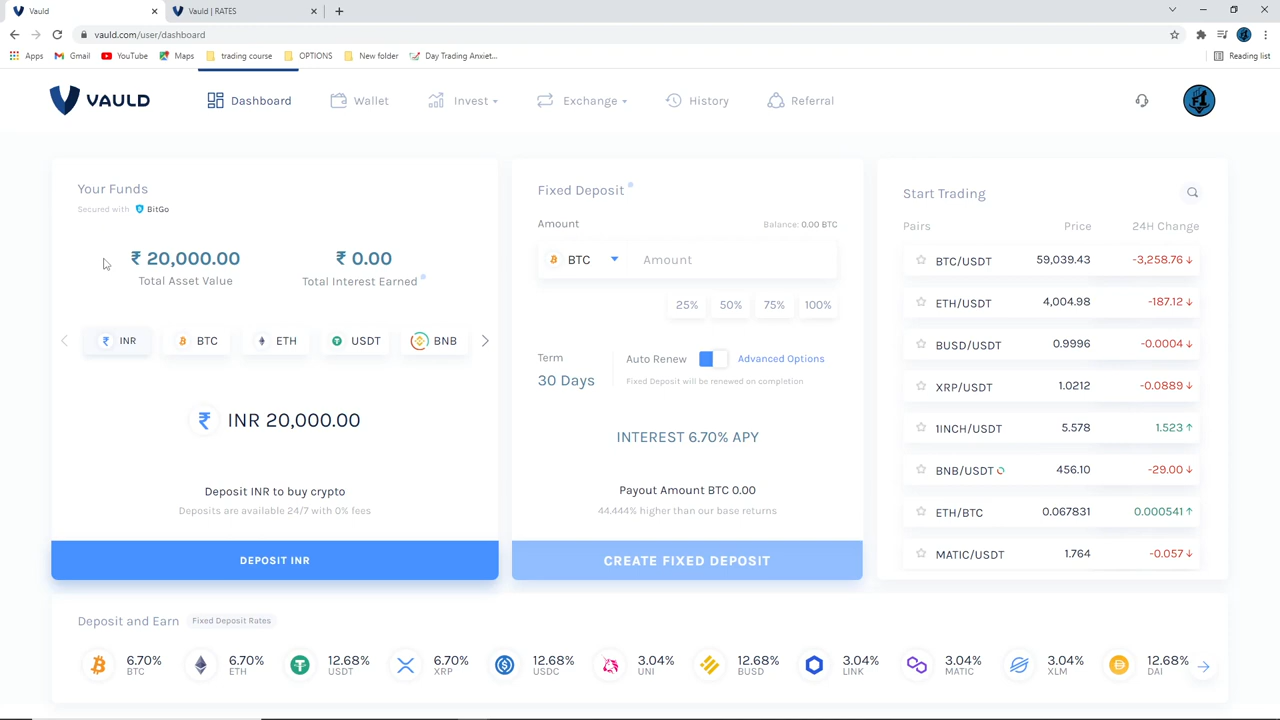 Vauld
Vauld | RATES
vauld.com/user/dashboard
Apps
Gmail
YouTube
Maps
trading course
OPTIONS
New folder
Day Trading Anxiet...
Reading list
VAULD
Dashboard
Wallet
Invest
Exchange
History
Referral
Your Funds
Secured with BitGo
₹ 20,000.00
Total Asset Value
₹ 0.00
Total Interest Earned
₹ INR
BTC
ETH
USDT
BNB
₹ INR 20,000.00
Deposit INR to buy crypto
Deposits are available 24/7 with 0% fees
DEPOSIT INR
Fixed Deposit
Amount
Balance: 0.00 BTC
BTC
Amount
25% 50% 75% 100%
Term
30 Days
Auto Renew
Advanced Options
Fixed Deposit will be renewed on completion
INTEREST 6.70% APY
Payout Amount BTC 0.00
44.444% higher than our base returns
CREATE FIXED DEPOSIT
Start Trading
Pairs Price 24H Change
BTC/USDT 59,039.43 -3,258.76 ↓
ETH/USDT 4,004.98 -187.12 ↓
BUSD/USDT 0.9996 -0.0004 ↓
XRP/USDT 1.0212 -0.0889 ↓
1INCH/USDT 5.578 1.523 ↑
BNB/USDT 456.10 -29.00 ↓
ETH/BTC 0.067831 0.000541 ↑
MATIC/USDT 1.764 -0.057 ↓
Deposit and Earn
Fixed Deposit Rates
6.70%
BTC
6.70%
ETH
12.68%
USDT
6.70%
XRP
12.68%
USDC
3.04%
UNI
12.68%
BUSD
3.04%
LINK
3.04%
MATIC
3.04%
XLM
12.68%
DAI